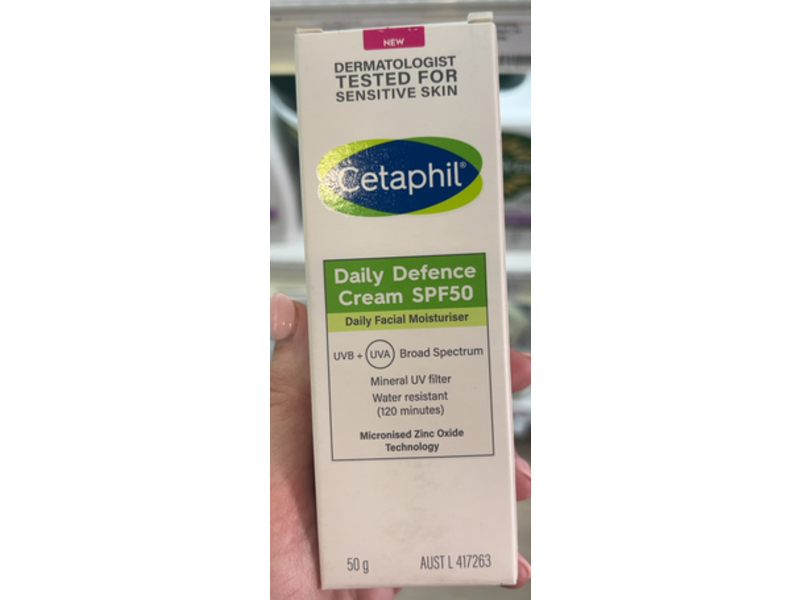 NEW
DERMATOLOGIST
TESTED FOR
SENSITIVE SKIN
Cetaphil®
Daily Defence
Cream SPF50
Daily Facial Moisturiser
UVB + UVA Broad Spectrum
Mineral UV filter
Water resistant
(120 minutes)
Micronised Zinc Oxide
Technology
50 g AUST L 417263